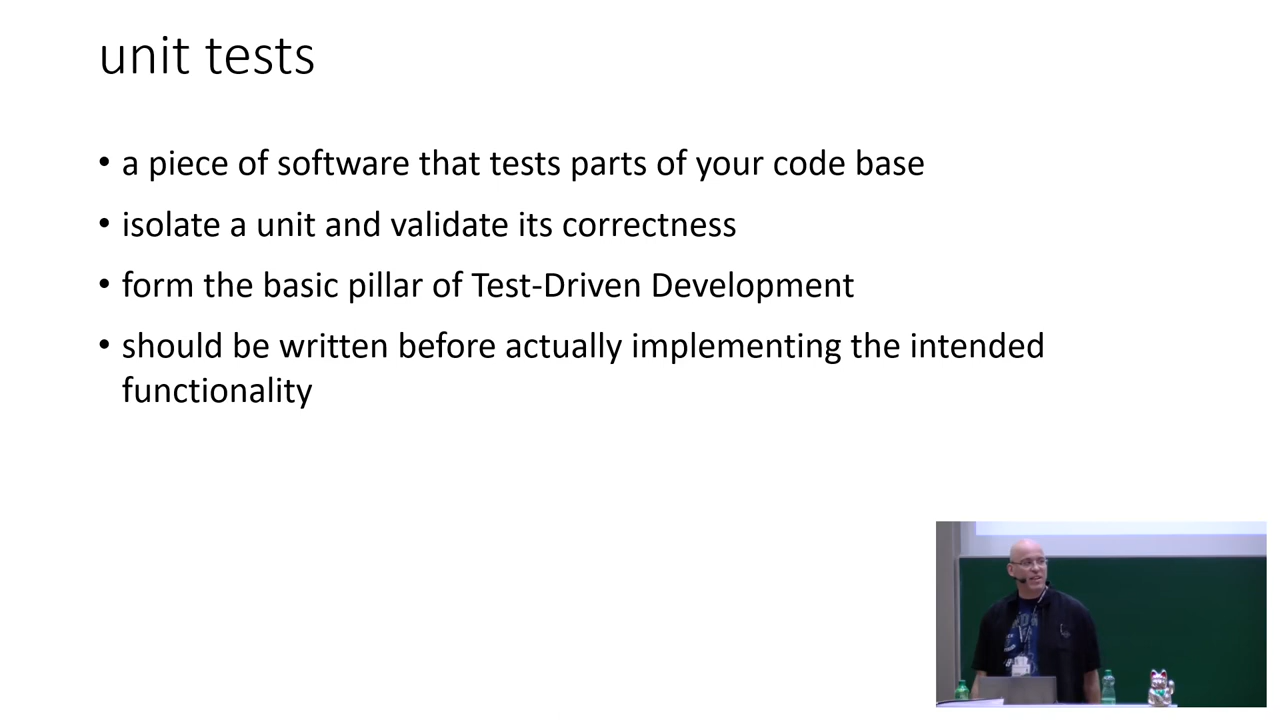 unit tests
• a piece of software that tests parts of your code base
• isolate a unit and validate its correctness
• form the basic pillar of Test-Driven Development
• should be written before actually implementing the intended
functionality